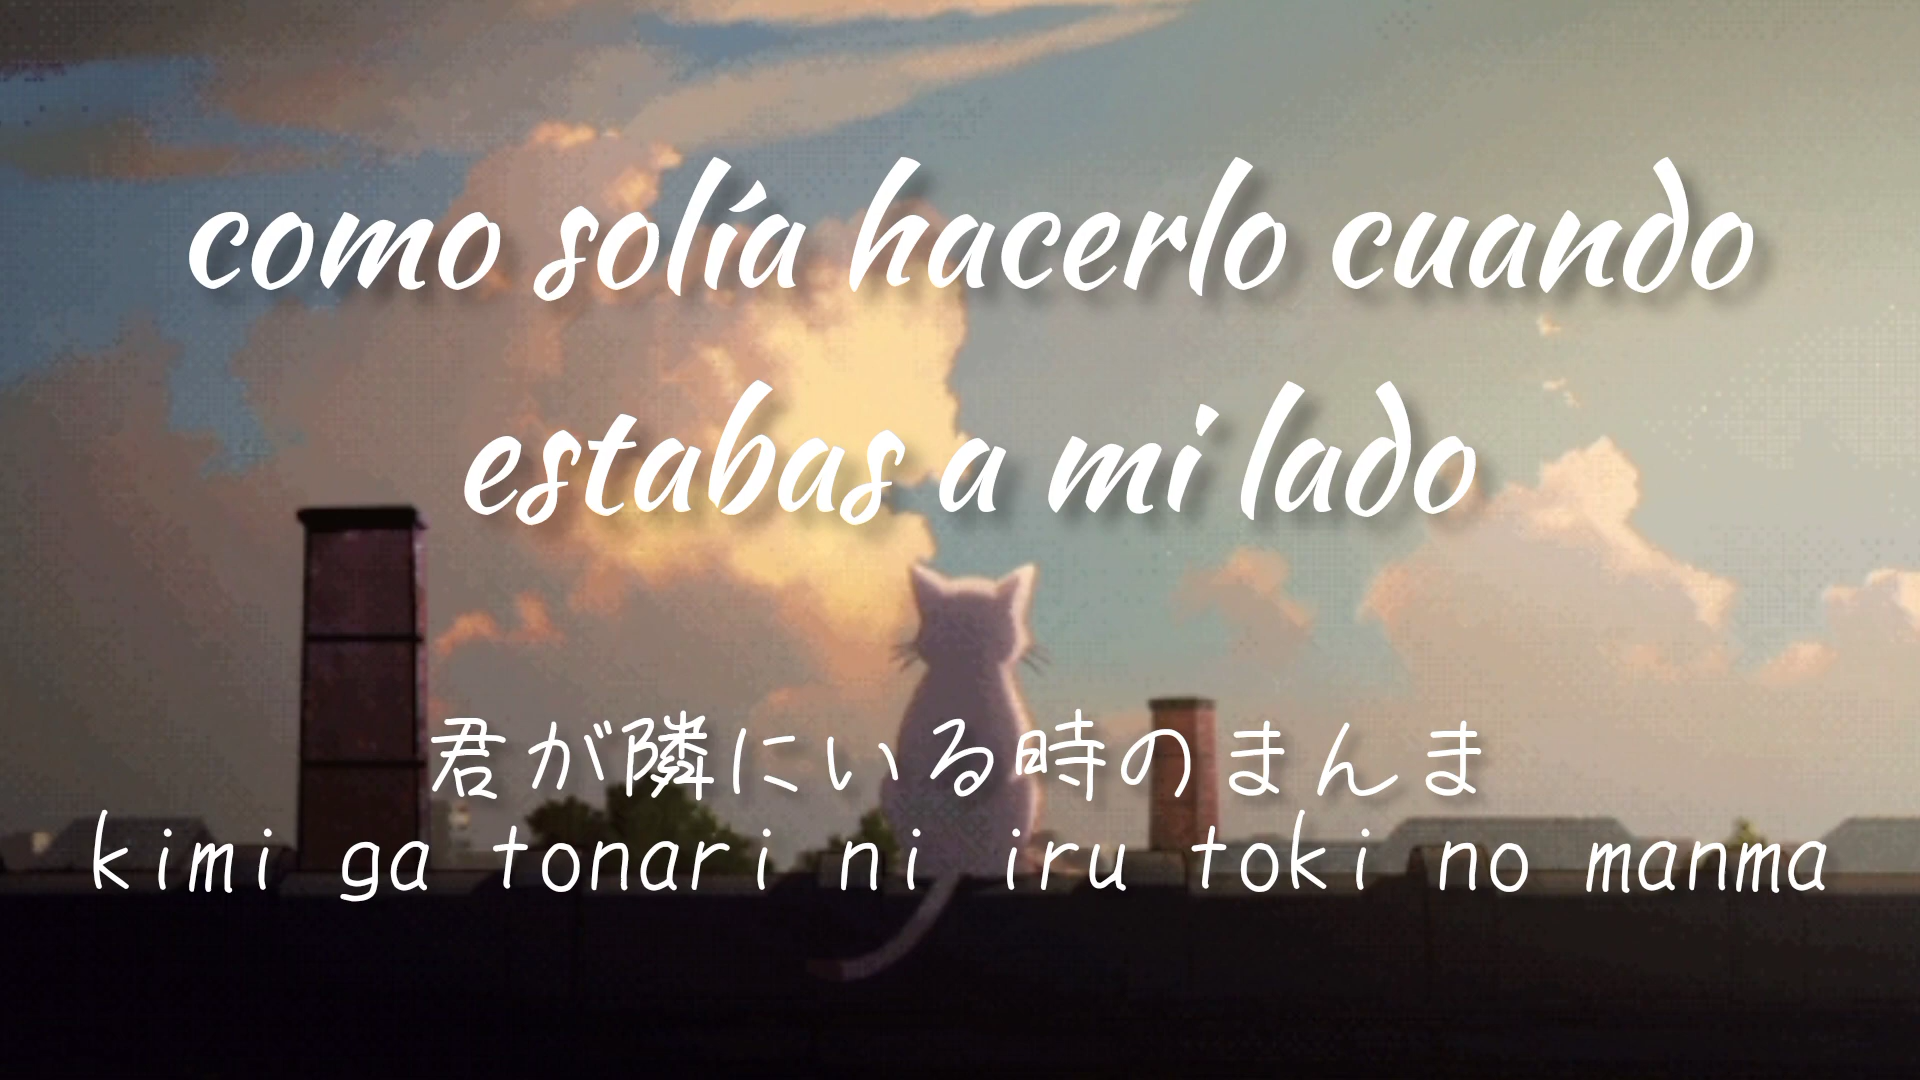 como solía hacerlo cuando
estabas a mi lado
君が隣にいる時のまんま
kimi ga tonari ni iru toki no manma